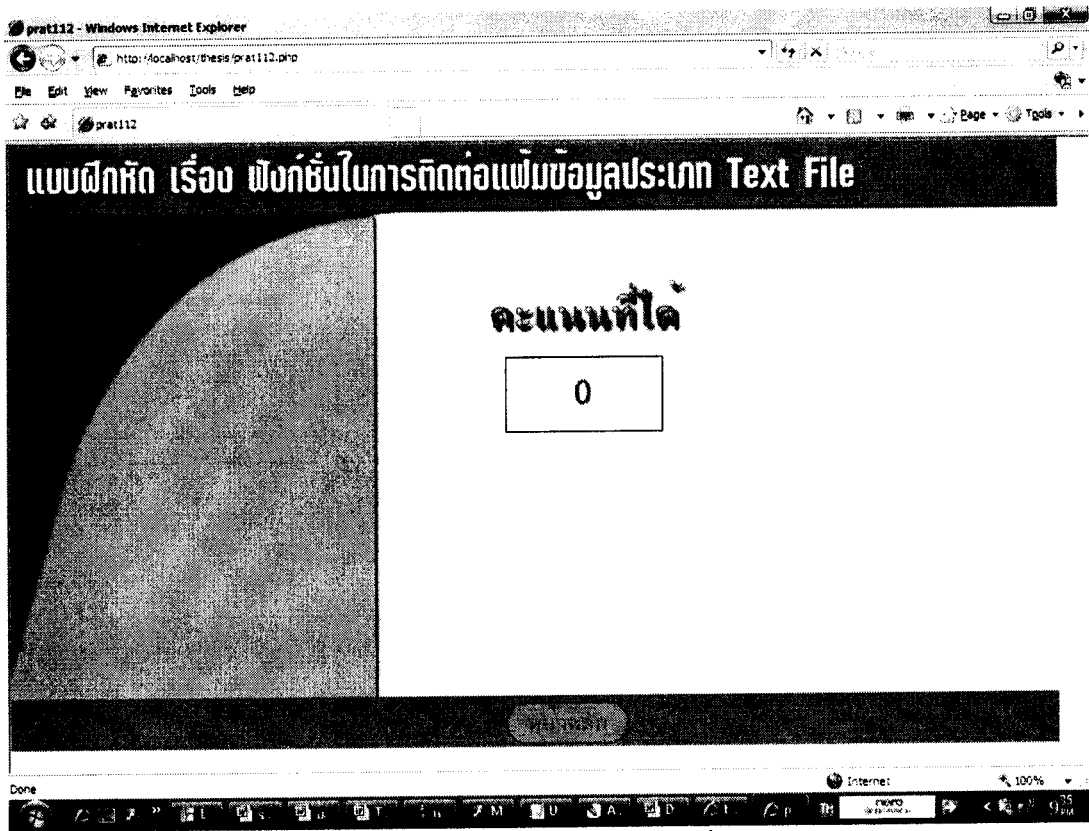 prat112 - Windows Internet Explorer
http://localhost/thesis/prat112.php
File Edit View Favorites Tools Help
prat112
Page Tools
แบบฝึกหัด เรื่อง ฟังก์ชั่นในการติดต่อแฟ้มข้อมูลประเภท Text File
คะแนนที่ได้
0
Done
Internet
100%